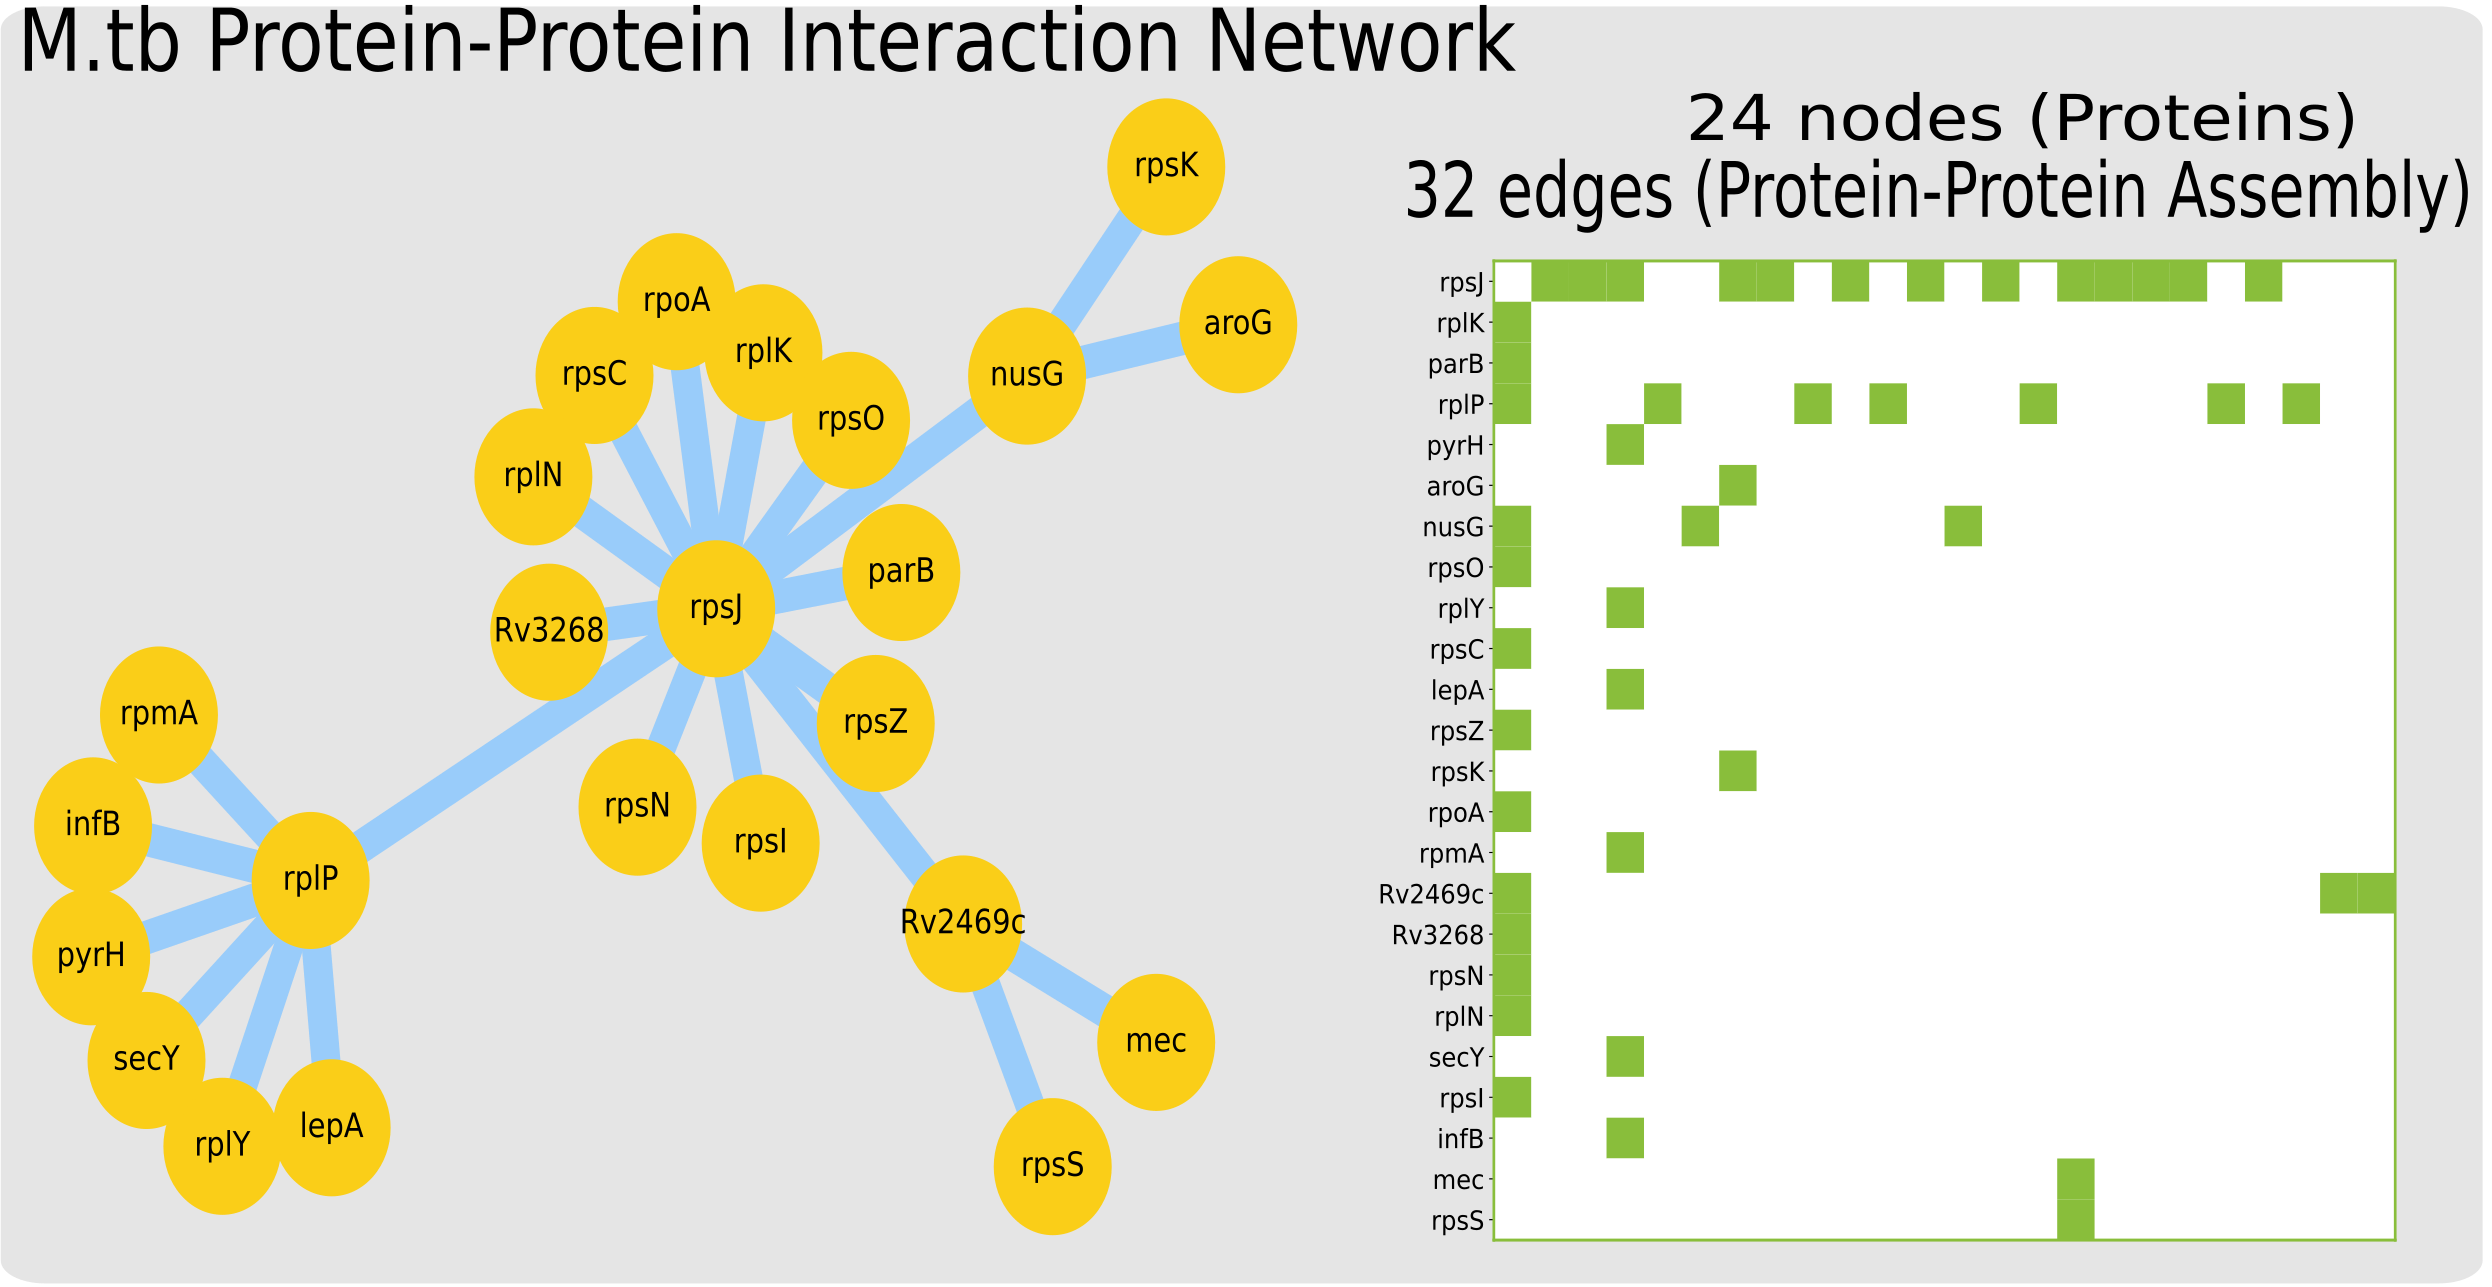 M.tb Protein-Protein Interaction Network
24 nodes (Proteins)
32 edges (Protein-Protein Assembly)
rpsK
rpoA
aroG
rplK
rpsC
nusG
rpsO
rplN
parB
rpsJ
Rv3268
rpmA
rpsZ
rpsN
infB
rpsI
rplP
Rv2469c
pyrH
mec
secY
lepA
rplY
rpsS
rpsJ
rplK
parB
rplP
pyrH
aroG
nusG
rpsO
rplY
rpsC
lepA
rpsZ
rpsK
rpoA
rpmA
Rv2469c
Rv3268
rpsN
rplN
secY
rpsI
infB
mec
rpsS